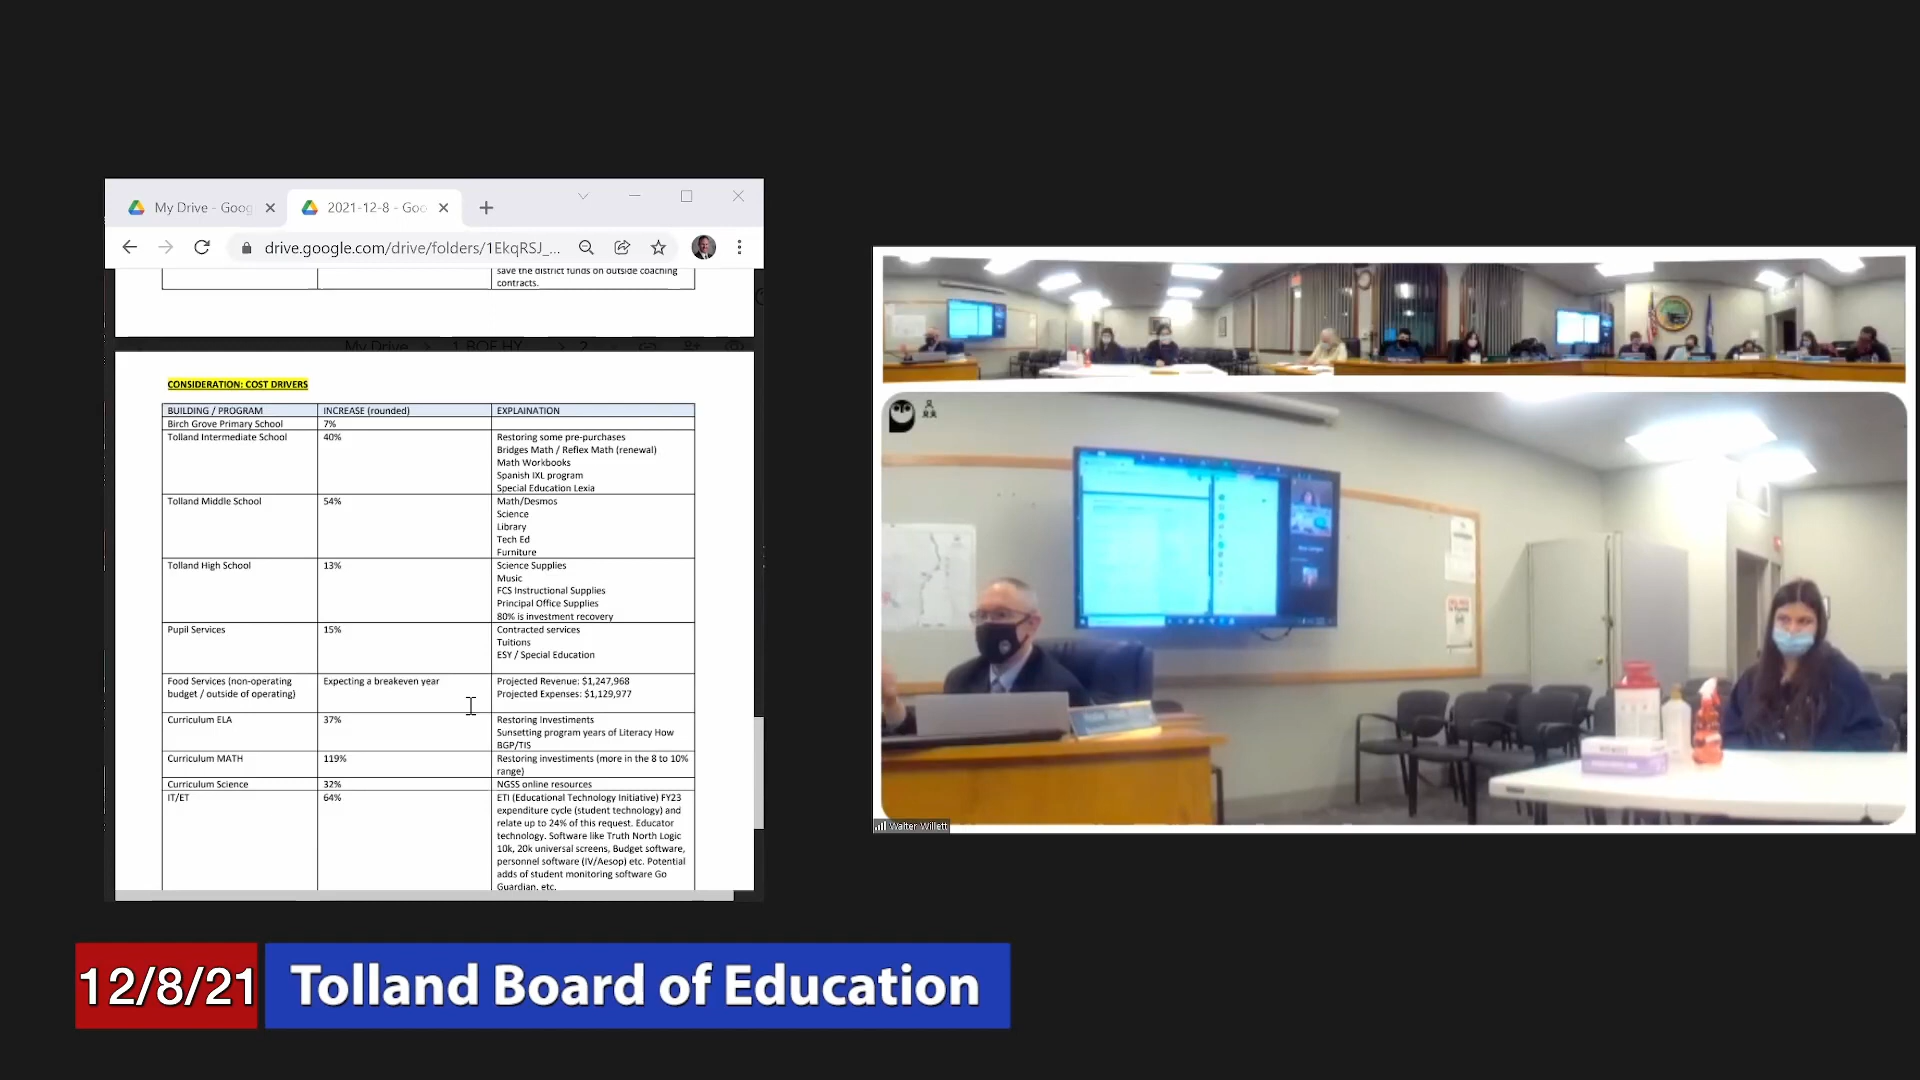 My Drive - Goog
2021-12-8 - Goo
drive.google.com/drive/folders/1EkqRSJ_...
save the district funds on outside coaching
contracts.
My Drive > 1 BOE HY > 2
CONSIDERATION: COST DRIVERS
BUILDING / PROGRAM INCREASE (rounded) EXPLAINATION
Birch Grove Primary School 7%
Tolland Intermediate School 40% Restoring some pre-purchases
Bridges Math / Reflex Math (renewal)
Math Workbooks
Spanish IXL program
Special Education Lexia
Tolland Middle School 54% Math/Desmos
Science
Library
Tech Ed
Furniture
Tolland High School 13% Science Supplies
Music
FCS Instructional Supplies
Principal Office Supplies
80% is investment recovery
Pupil Services 15% Contracted services
Tuitions
ESY / Special Education
Food Services (non-operating Expecting a breakeven year Projected Revenue: $1,247,968
budget / outside of operating) Projected Expenses: $1,129,977
Curriculum ELA 37% Restoring Investiments
Sunsetting program years of Literacy How
BGP/TIS
Curriculum MATH 119% Restoring investiments (more in the 8 to 10%
range)
Curriculum Science 32% NGSS online resources
IT/ET 64% ETI (Educational Technology Initiative) FY23
expenditure cycle (student technology) and
relate up to 24% of this request. Educator
technology. Software like Truth North Logic
10k, 20k universal screens, Budget software,
personnel software (IV/Aesop) etc. Potential
adds of student monitoring software Go
Guardian, etc.
Walter Willett
12/8/21 Tolland Board of Education